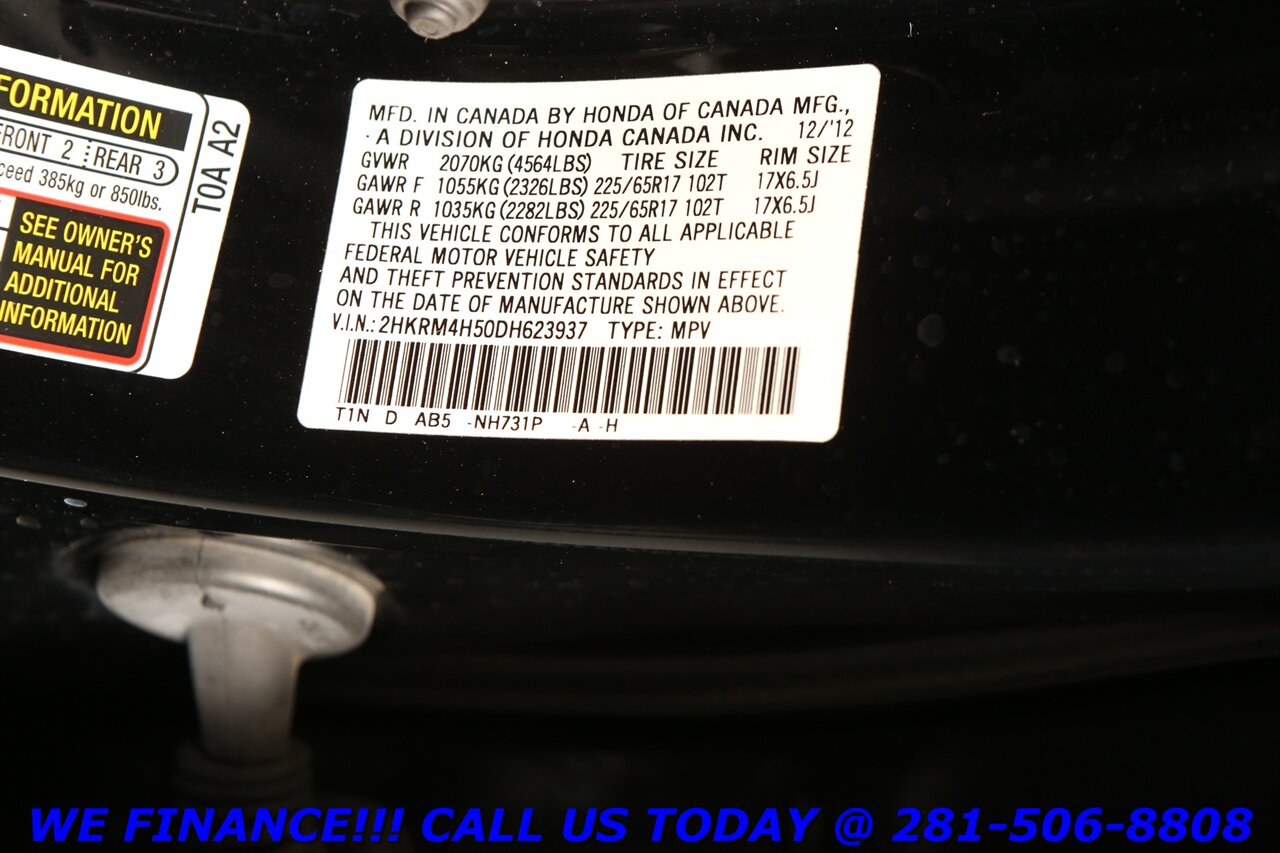 FORMATION
FRONT 2 REAR 3
ceed 385kg or 850lbs.
SEE OWNER'S
MANUAL FOR
ADDITIONAL
INFORMATION
T0A A2
MFD. IN CANADA BY HONDA OF CANADA MFG.,
A DIVISION OF HONDA CANADA INC. 12/'12
GVWR 2070KG (4564LBS) TIRE SIZE RIM SIZE
GAWR F 1055KG (2326LBS) 225/65R17 102T 17X6.5J
GAWR R 1035KG (2282LBS) 225/65R17 102T 17X6.5J
THIS VEHICLE CONFORMS TO ALL APPLICABLE
FEDERAL MOTOR VEHICLE SAFETY
AND THEFT PREVENTION STANDARDS IN EFFECT
ON THE DATE OF MANUFACTURE SHOWN ABOVE.
V.I.N.: 2HKRM4H50DH623937 TYPE: MPV
T1N D AB5 -NH731P -A -H
WE FINANCE!!! CALL US TODAY @ 281-506-8808